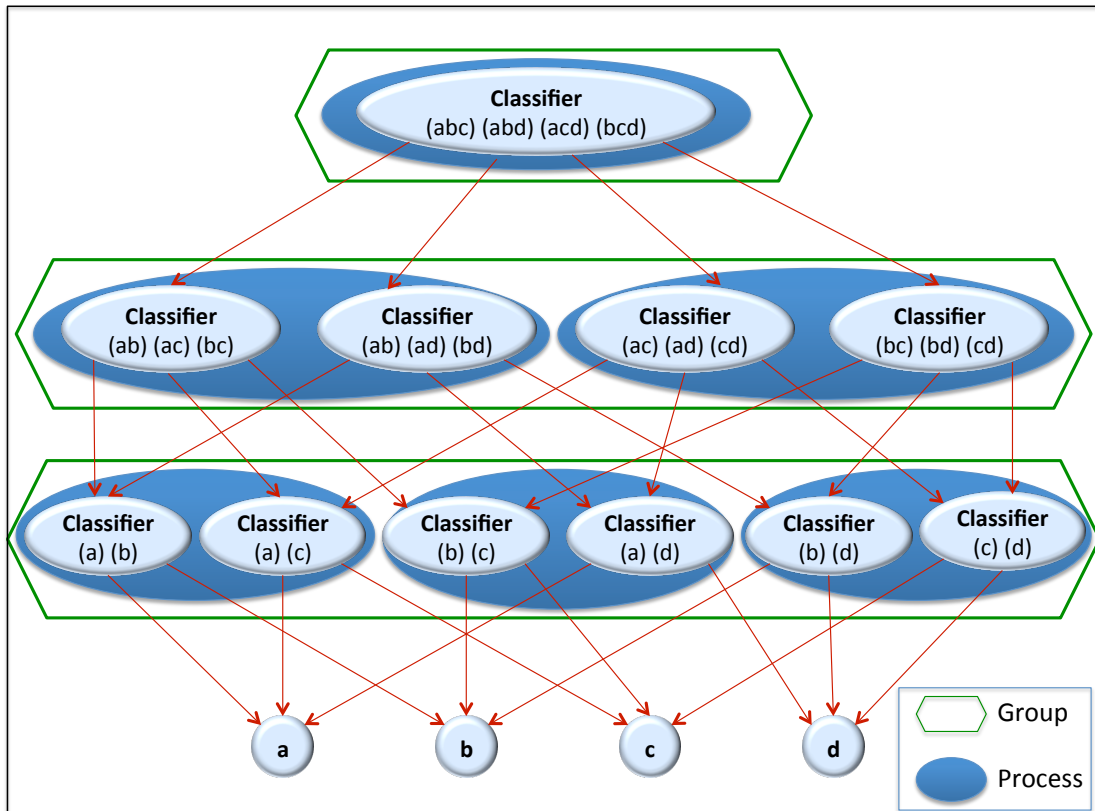 Classifier
(abc) (abd) (acd) (bcd)
Classifier
(ab) (ac) (bc)
Classifier
(ab) (ad) (bd)
Classifier
(ac) (ad) (cd)
Classifier
(bc) (bd) (cd)
Classifier
(a) (b)
Classifier
(a) (c)
Classifier
(b) (c)
Classifier
(a) (d)
Classifier
(b) (d)
Classifier
(c) (d)
a
b
c
d
Group
Process